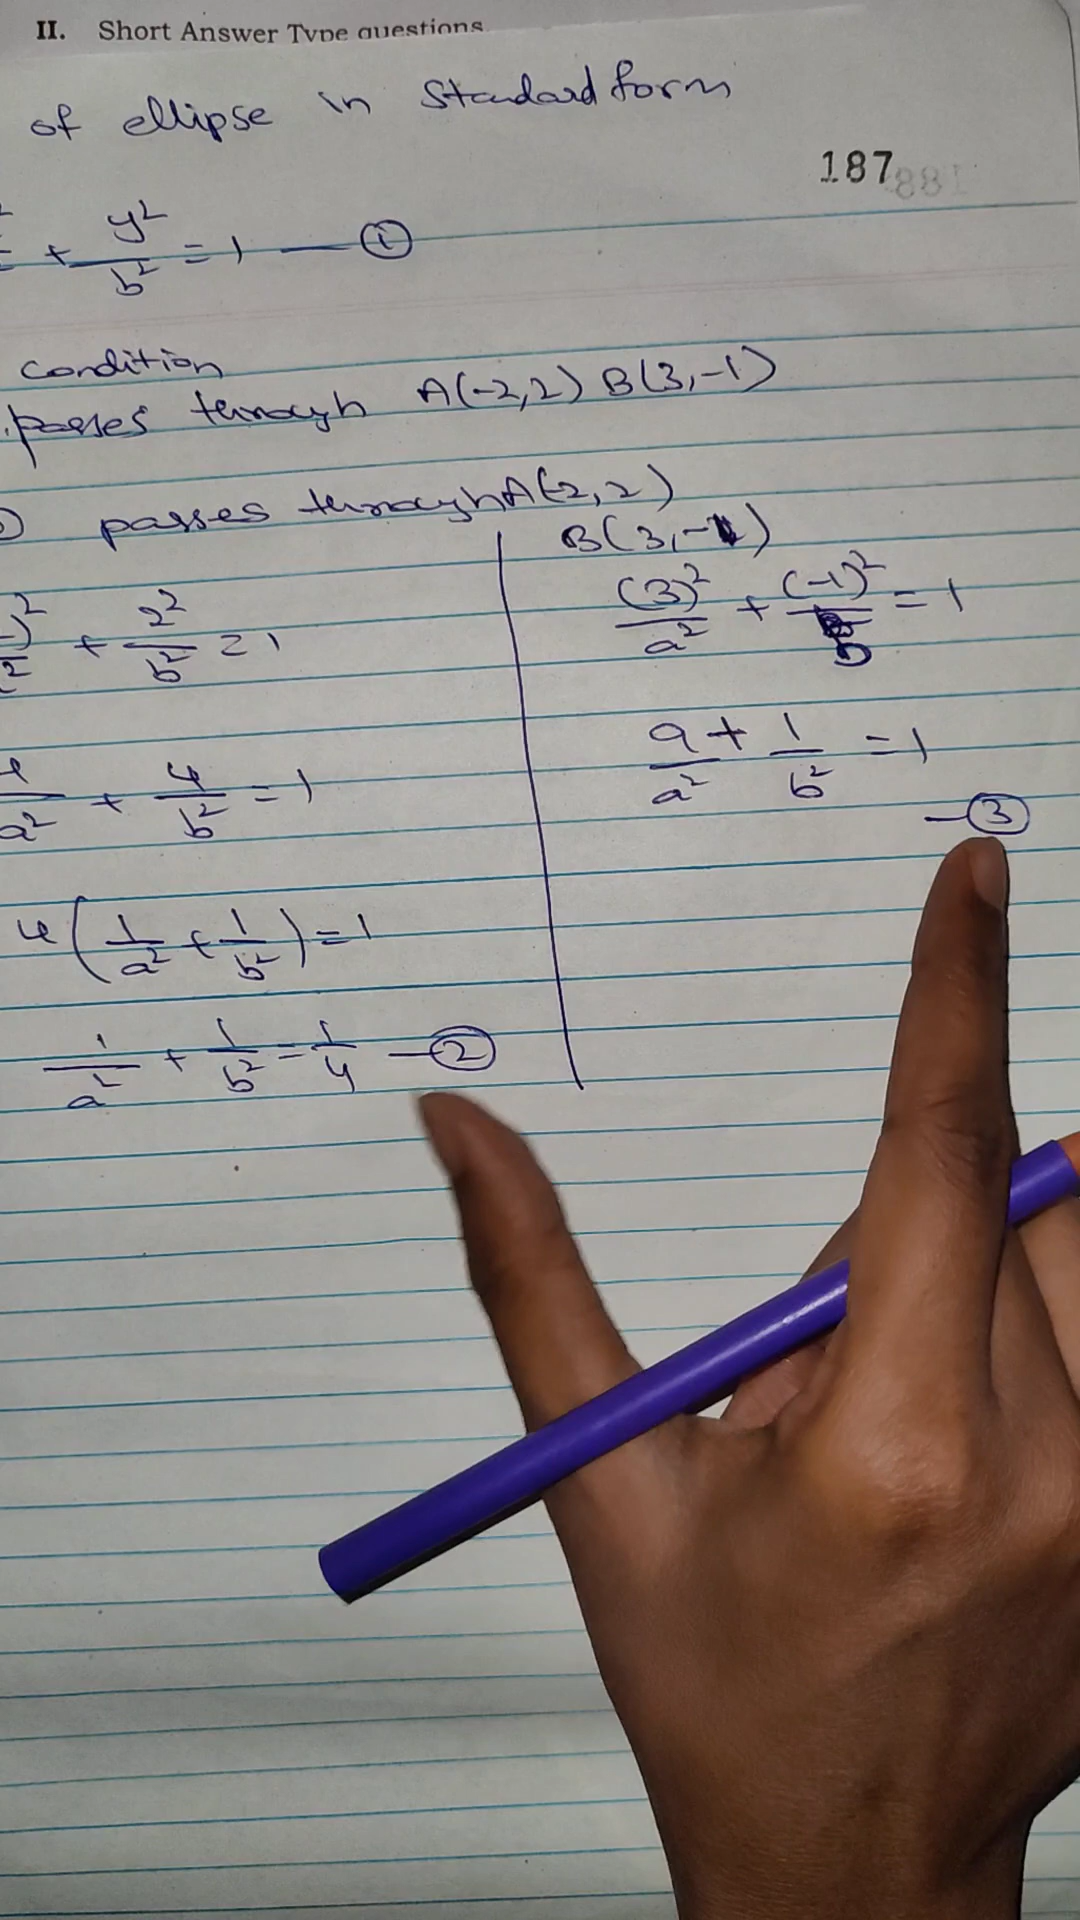 II. Short Answer Type questions
of ellipse in Standard form
187
+ y²/b² = 1 — ①
condition
passes through A(-2,2) B(3,-1)
passes through A(-2,2)
)²/² + 2²/b² = 1
4/a² + 4/b² = 1
4(1/a² + 1/b²) = 1
1/a² + 1/b² = 1/4 — ②
B(3,-1)
(3)²/a² + (-1)²/b = 1
9/a² + 1/b² = 1
— ③